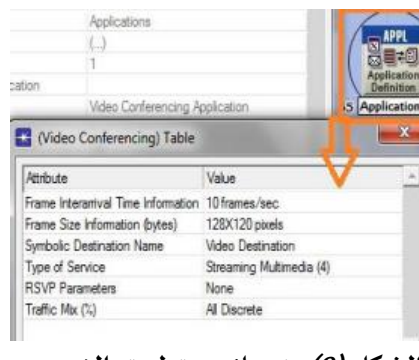 Applications
(...)
1
cation
Video Conferencing Application
APPL
Application
Definition
Application
(Video Conferencing) Table
Attribute Value
Frame Interarrival Time Information 10 frames/sec
Frame Size Information (bytes) 128X120 pixels
Symbolic Destination Name Video Destination
Type of Service Streaming Multimedia (4)
RSVP Parameters None
Traffic Mix (%) All Discrete